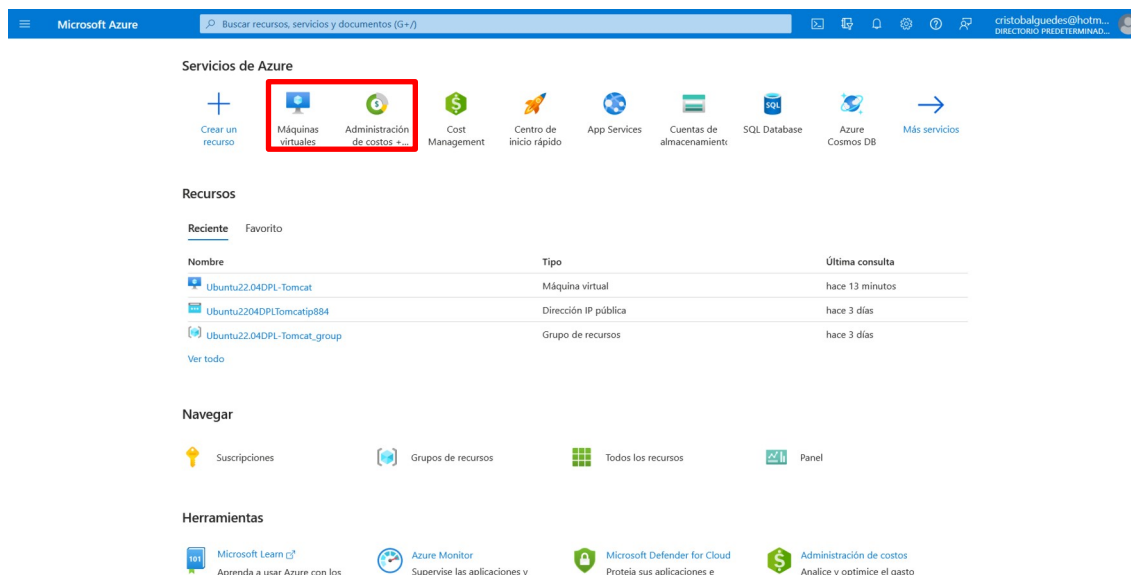 Microsoft Azure
Buscar recursos, servicios y documentos (G+/)
cristobalguedes@hotm...
DIRECTORIO PREDETERMINAD...
Servicios de Azure
Crear un
recurso
Máquinas
virtuales
Administración
de costos +...
Cost
Management
Centro de
inicio rápido
App Services
Cuentas de
almacenamiento
SQL
SQL Database
Azure
Cosmos DB
Más servicios
Recursos
Reciente Favorito
Nombre Tipo Última consulta
Ubuntu22.04DPL-Tomcat Máquina virtual hace 13 minutos
Ubuntu2204DPLTomcatip884 Dirección IP pública hace 3 días
Ubuntu22.04DPL-Tomcat_group Grupo de recursos hace 3 días
Ver todo
Navegar
Suscripciones Grupos de recursos Todos los recursos Panel
Herramientas
101
Microsoft Learn
Aprenda a usar Azure con los
Azure Monitor
Supervise las aplicaciones y
Microsoft Defender for Cloud
Proteja sus aplicaciones e
Administración de costos
Analice y optimice el gasto